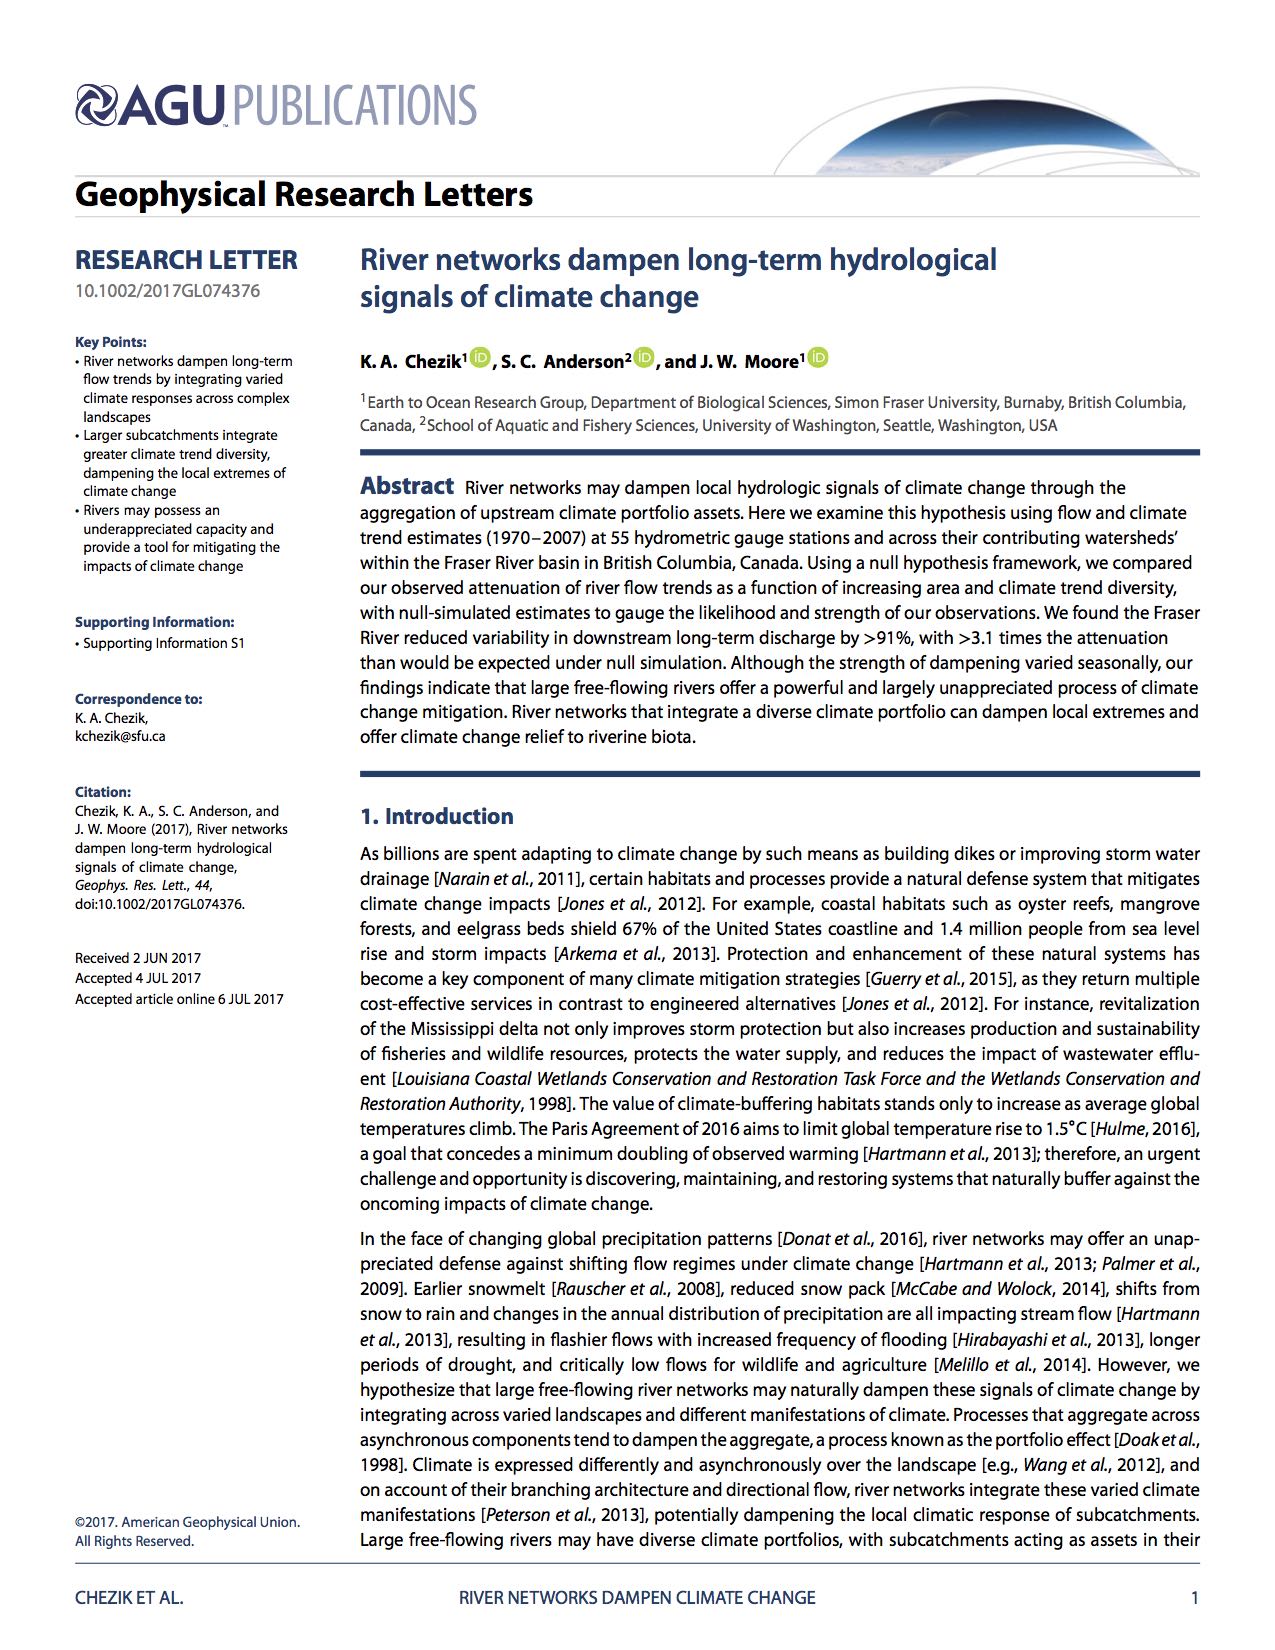 AGU PUBLICATIONS
Geophysical Research Letters
RESEARCH LETTER
10.1002/2017GL074376
Key Points:
• River networks dampen long-term
flow trends by integrating varied
climate responses across complex
landscapes
• Larger subcatchments integrate
greater climate trend diversity,
dampening the local extremes of
climate change
• Rivers may possess an
underappreciated capacity and
provide a tool for mitigating the
impacts of climate change
Supporting Information:
• Supporting Information S1
Correspondence to:
K. A. Chezik,
kchezik@sfu.ca
Citation:
Chezik, K. A., S. C. Anderson, and
J. W. Moore (2017), River networks
dampen long-term hydrological
signals of climate change,
Geophys. Res. Lett., 44,
doi:10.1002/2017GL074376.
Received 2 JUN 2017
Accepted 4 JUL 2017
Accepted article online 6 JUL 2017
©2017. American Geophysical Union.
All Rights Reserved.
River networks dampen long-term hydrological
signals of climate change
K. A. Chezik1 iD, S. C. Anderson2 iD, and J. W. Moore1 iD
1Earth to Ocean Research Group, Department of Biological Sciences, Simon Fraser University, Burnaby, British Columbia,
Canada, 2School of Aquatic and Fishery Sciences, University of Washington, Seattle, Washington, USA
Abstract River networks may dampen local hydrologic signals of climate change through the
aggregation of upstream climate portfolio assets. Here we examine this hypothesis using flow and climate
trend estimates (1970–2007) at 55 hydrometric gauge stations and across their contributing watersheds’
within the Fraser River basin in British Columbia, Canada. Using a null hypothesis framework, we compared
our observed attenuation of river flow trends as a function of increasing area and climate trend diversity,
with null-simulated estimates to gauge the likelihood and strength of our observations. We found the Fraser
River reduced variability in downstream long-term discharge by >91%, with >3.1 times the attenuation
than would be expected under null simulation. Although the strength of dampening varied seasonally, our
findings indicate that large free-flowing rivers offer a powerful and largely unappreciated process of climate
change mitigation. River networks that integrate a diverse climate portfolio can dampen local extremes and
offer climate change relief to riverine biota.
1. Introduction
As billions are spent adapting to climate change by such means as building dikes or improving storm water
drainage [Narain et al., 2011], certain habitats and processes provide a natural defense system that mitigates
climate change impacts [Jones et al., 2012]. For example, coastal habitats such as oyster reefs, mangrove
forests, and eelgrass beds shield 67% of the United States coastline and 1.4 million people from sea level
rise and storm impacts [Arkema et al., 2013]. Protection and enhancement of these natural systems has
become a key component of many climate mitigation strategies [Guerry et al., 2015], as they return multiple
cost-effective services in contrast to engineered alternatives [Jones et al., 2012]. For instance, revitalization
of the Mississippi delta not only improves storm protection but also increases production and sustainability
of fisheries and wildlife resources, protects the water supply, and reduces the impact of wastewater efflu-
ent [Louisiana Coastal Wetlands Conservation and Restoration Task Force and the Wetlands Conservation and
Restoration Authority, 1998]. The value of climate-buffering habitats stands only to increase as average global
temperatures climb. The Paris Agreement of 2016 aims to limit global temperature rise to 1.5°C [Hulme, 2016],
a goal that concedes a minimum doubling of observed warming [Hartmann et al., 2013]; therefore, an urgent
challenge and opportunity is discovering, maintaining, and restoring systems that naturally buffer against the
oncoming impacts of climate change.
In the face of changing global precipitation patterns [Donat et al., 2016], river networks may offer an unap-
preciated defense against shifting flow regimes under climate change [Hartmann et al., 2013; Palmer et al.,
2009]. Earlier snowmelt [Rauscher et al., 2008], reduced snow pack [McCabe and Wolock, 2014], shifts from
snow to rain and changes in the annual distribution of precipitation are all impacting stream flow [Hartmann
et al., 2013], resulting in flashier flows with increased frequency of flooding [Hirabayashi et al., 2013], longer
periods of drought, and critically low flows for wildlife and agriculture [Melillo et al., 2014]. However, we
hypothesize that large free-flowing river networks may naturally dampen these signals of climate change by
integrating across varied landscapes and different manifestations of climate. Processes that aggregate across
asynchronous components tend to dampen the aggregate, a process known as the portfolio effect [Doak et al.,
1998]. Climate is expressed differently and asynchronously over the landscape [e.g., Wang et al., 2012], and
on account of their branching architecture and directional flow, river networks integrate these varied climate
manifestations [Peterson et al., 2013], potentially dampening the local climatic response of subcatchments.
Large free-flowing rivers may have diverse climate portfolios, with subcatchments acting as assets in their
CHEZIK ET AL.
RIVER NETWORKS DAMPEN CLIMATE CHANGE
1